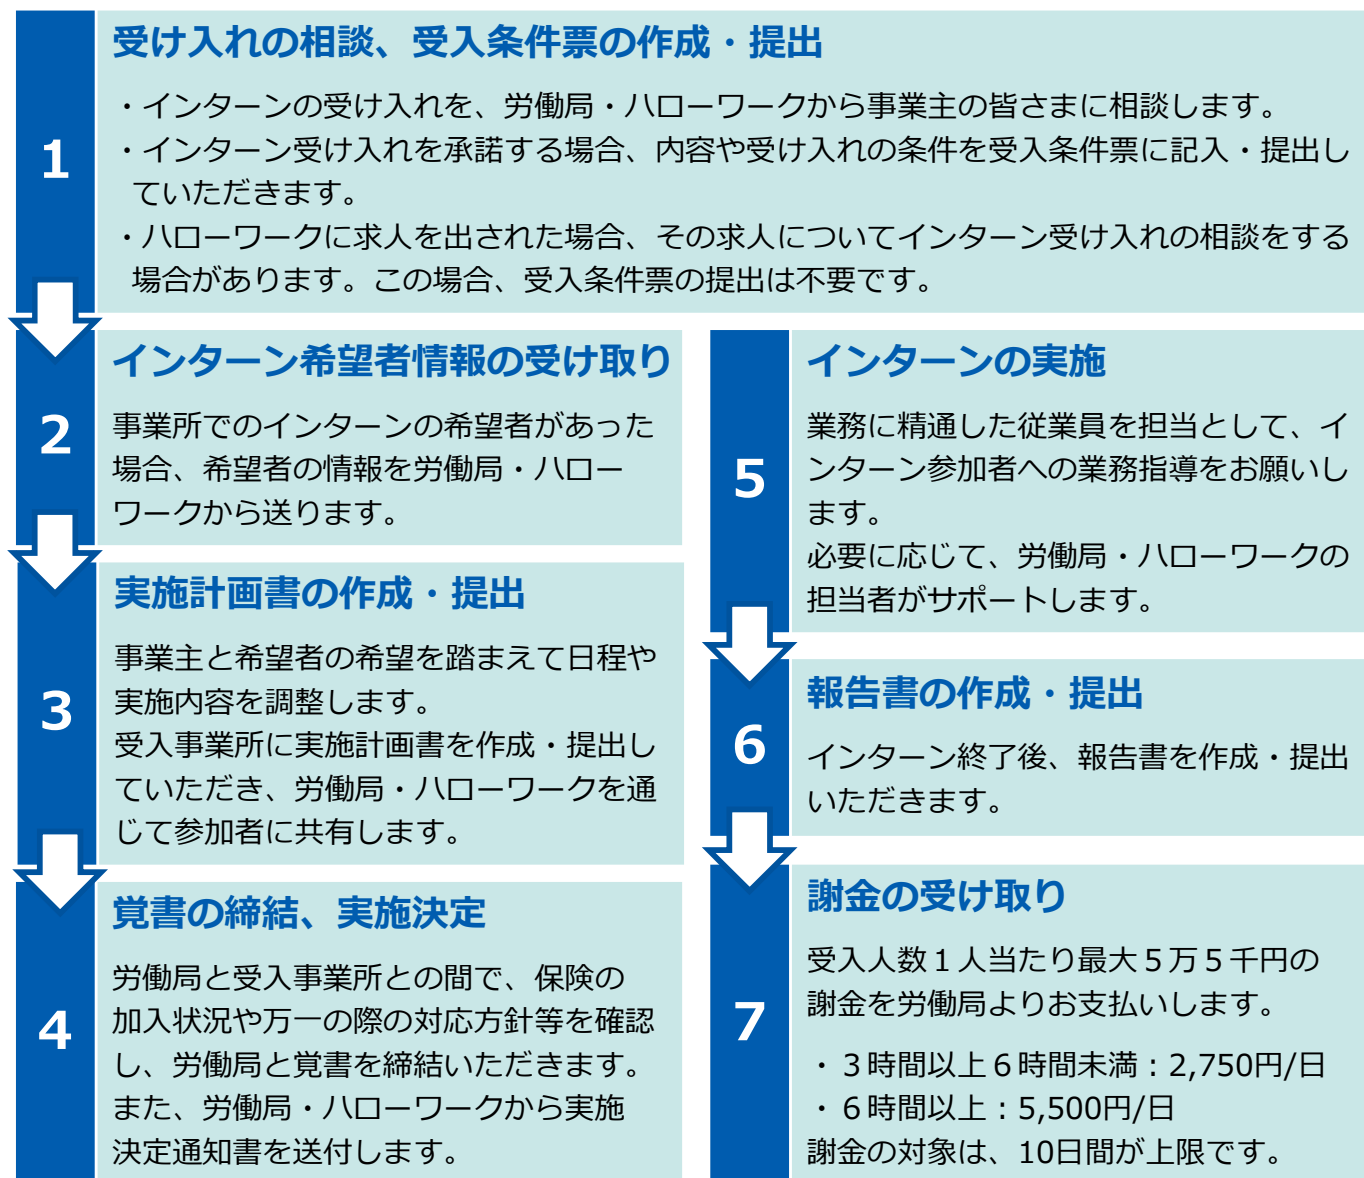 1
受け入れの相談、受入条件票の作成・提出
・インターンの受け入れを、労働局・ハローワークから事業主の皆さまに相談します。
・インターン受け入れを承諾する場合、内容や受け入れの条件を受入条件票に記入・提出し
ていただきます。
・ハローワークに求人を出された場合、その求人についてインターン受け入れの相談をする
場合があります。この場合、受入条件票の提出は不要です。
2
インターン希望者情報の受け取り
事業所でのインターンの希望者があった
場合、希望者の情報を労働局・ハロー
ワークから送ります。
3
実施計画書の作成・提出
事業主と希望者の希望を踏まえて日程や
実施内容を調整します。
受入事業所に実施計画書を作成・提出し
ていただき、労働局・ハローワークを通
じて参加者に共有します。
4
覚書の締結、実施決定
労働局と受入事業所との間で、保険の
加入状況や万一の際の対応方針等を確認
し、労働局と覚書を締結いただきます。
また、労働局・ハローワークから実施
決定通知書を送付します。
5
インターンの実施
業務に精通した従業員を担当として、イ
ンターン参加者への業務指導をお願いし
ます。
必要に応じて、労働局・ハローワークの
担当者がサポートします。
6
報告書の作成・提出
インターン終了後、報告書を作成・提出
いただきます。
7
謝金の受け取り
受入人数１人当たり最大５万５千円の
謝金を労働局よりお支払いします。
・３時間以上６時間未満：2,750円/日
・６時間以上：5,500円/日
謝金の対象は、10日間が上限です。